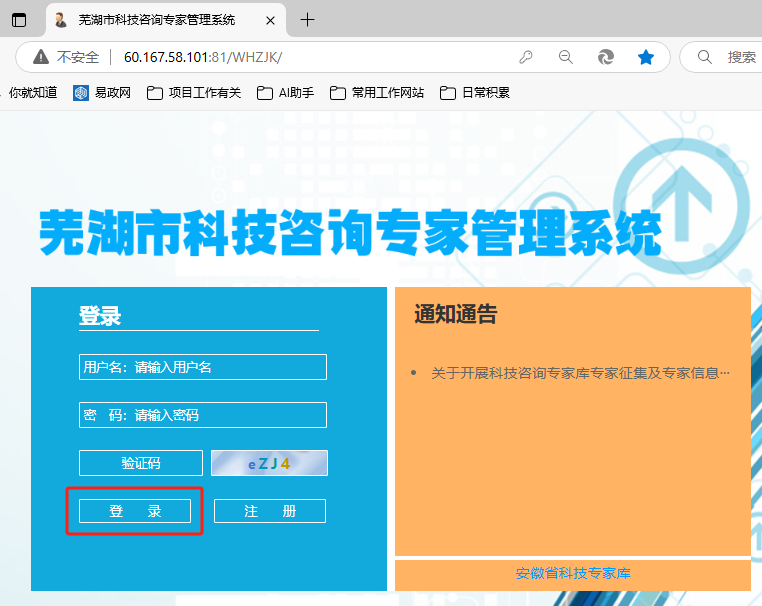 芜湖市科技咨询专家管理系统
不安全 60.167.58.101:81/WHZJK/
搜索
你就知道 易政网 项目工作有关 AI助手 常用工作网站 日常积累
芜湖市科技咨询专家管理系统
登录
用户名：请输入用户名
密 码：请输入密码
验证码 eZJ4
登 录 注 册
通知通告
关于开展科技咨询专家库专家征集及专家信息…
安徽省科技专家库